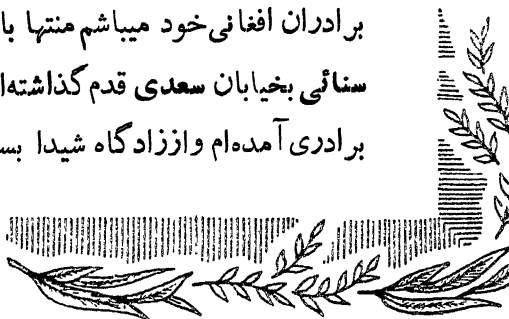 برادران افغانی خود میباشم منتها با
سنائی بخیابان سعدی قدم گذاشته‌ا
برادری آمده‌ام واززادگاه شیدا بس